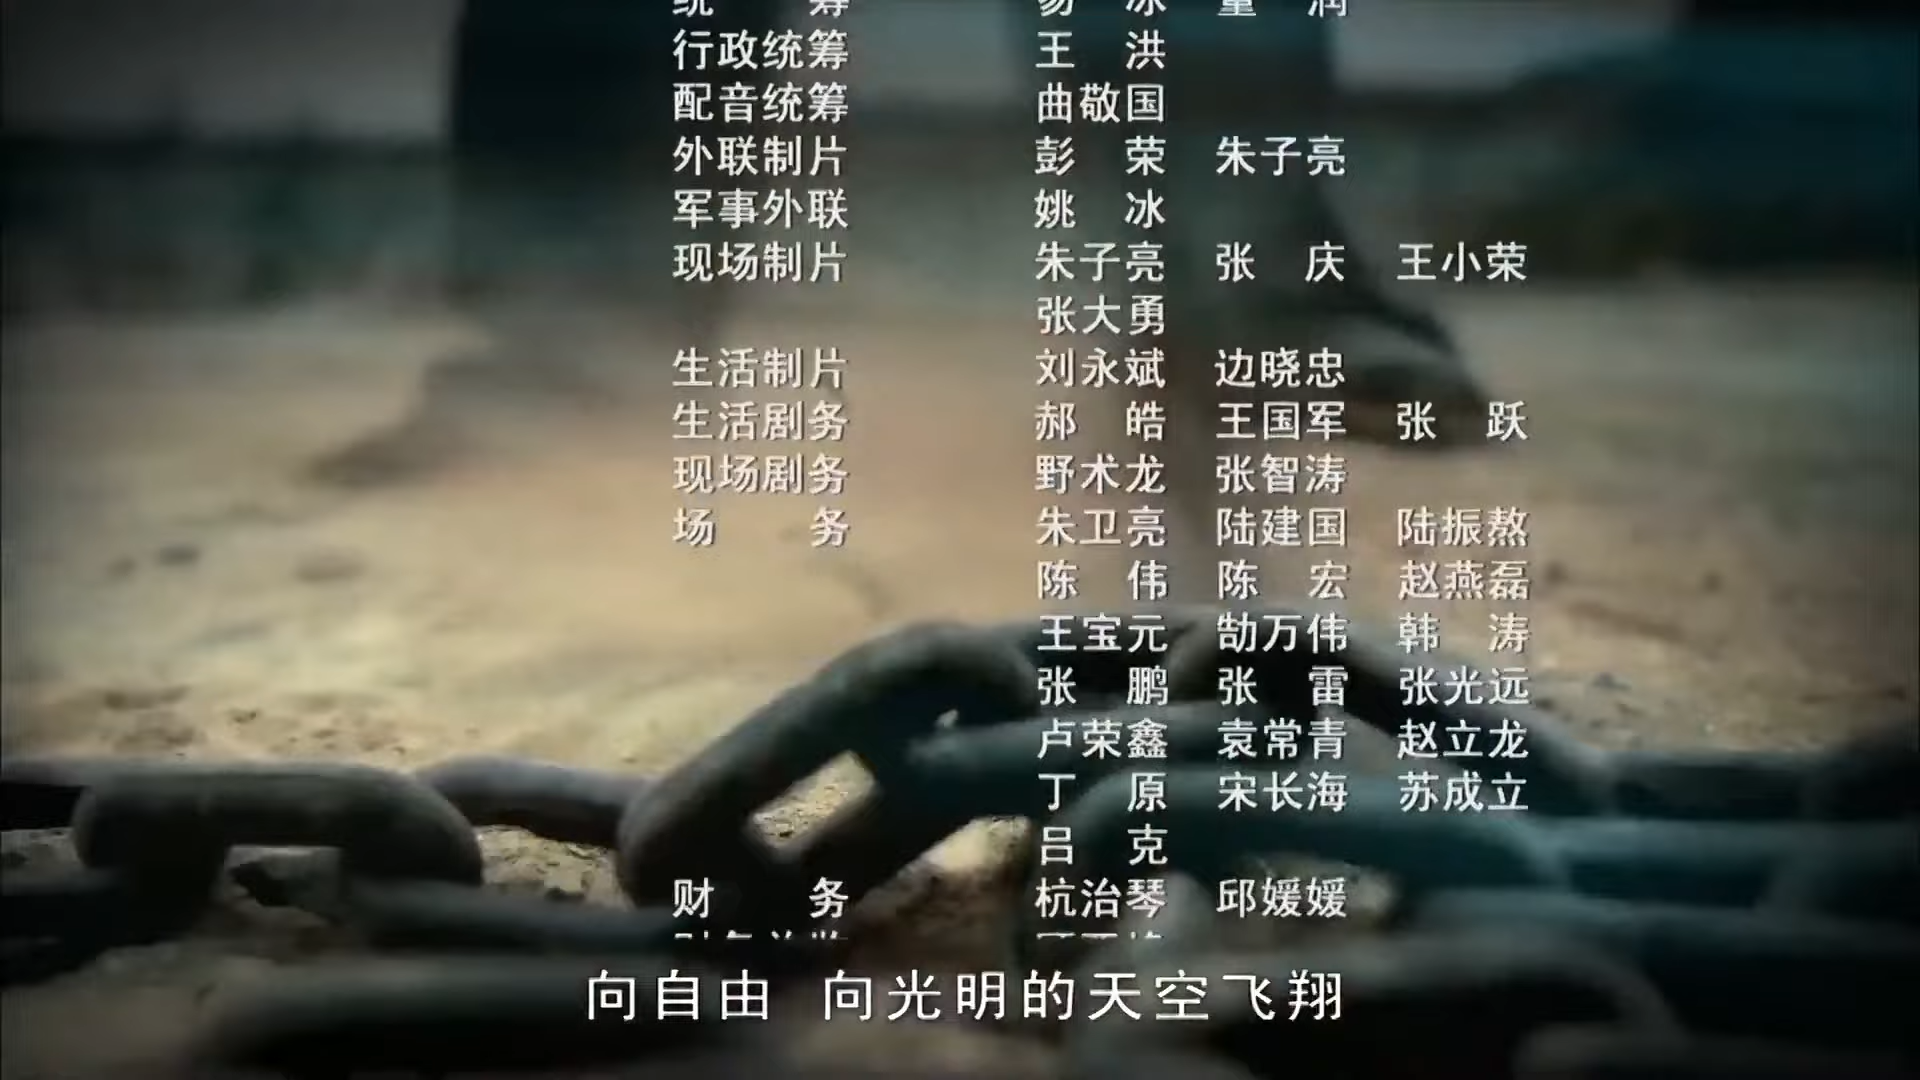 统筹 易冰 童润
行政统筹 王洪
配音统筹 曲敬国
外联制片 彭荣 朱子亮
军事外联 姚冰
现场制片 朱子亮 张庆 王小荣
张大勇
生活制片 刘永斌 边晓忠
生活剧务 郝皓 王国军 张跃
现场剧务 野术龙 张智涛
场务 朱卫亮 陆建国 陆振熬
陈伟 陈宏 赵燕磊
王宝元 勏万伟 韩涛
张鹏 张雷 张光远
卢荣鑫 袁常青 赵立龙
丁原 宋长海 苏成立
吕克
财务 杭治琴 邱媛媛
向自由 向光明的天空飞翔